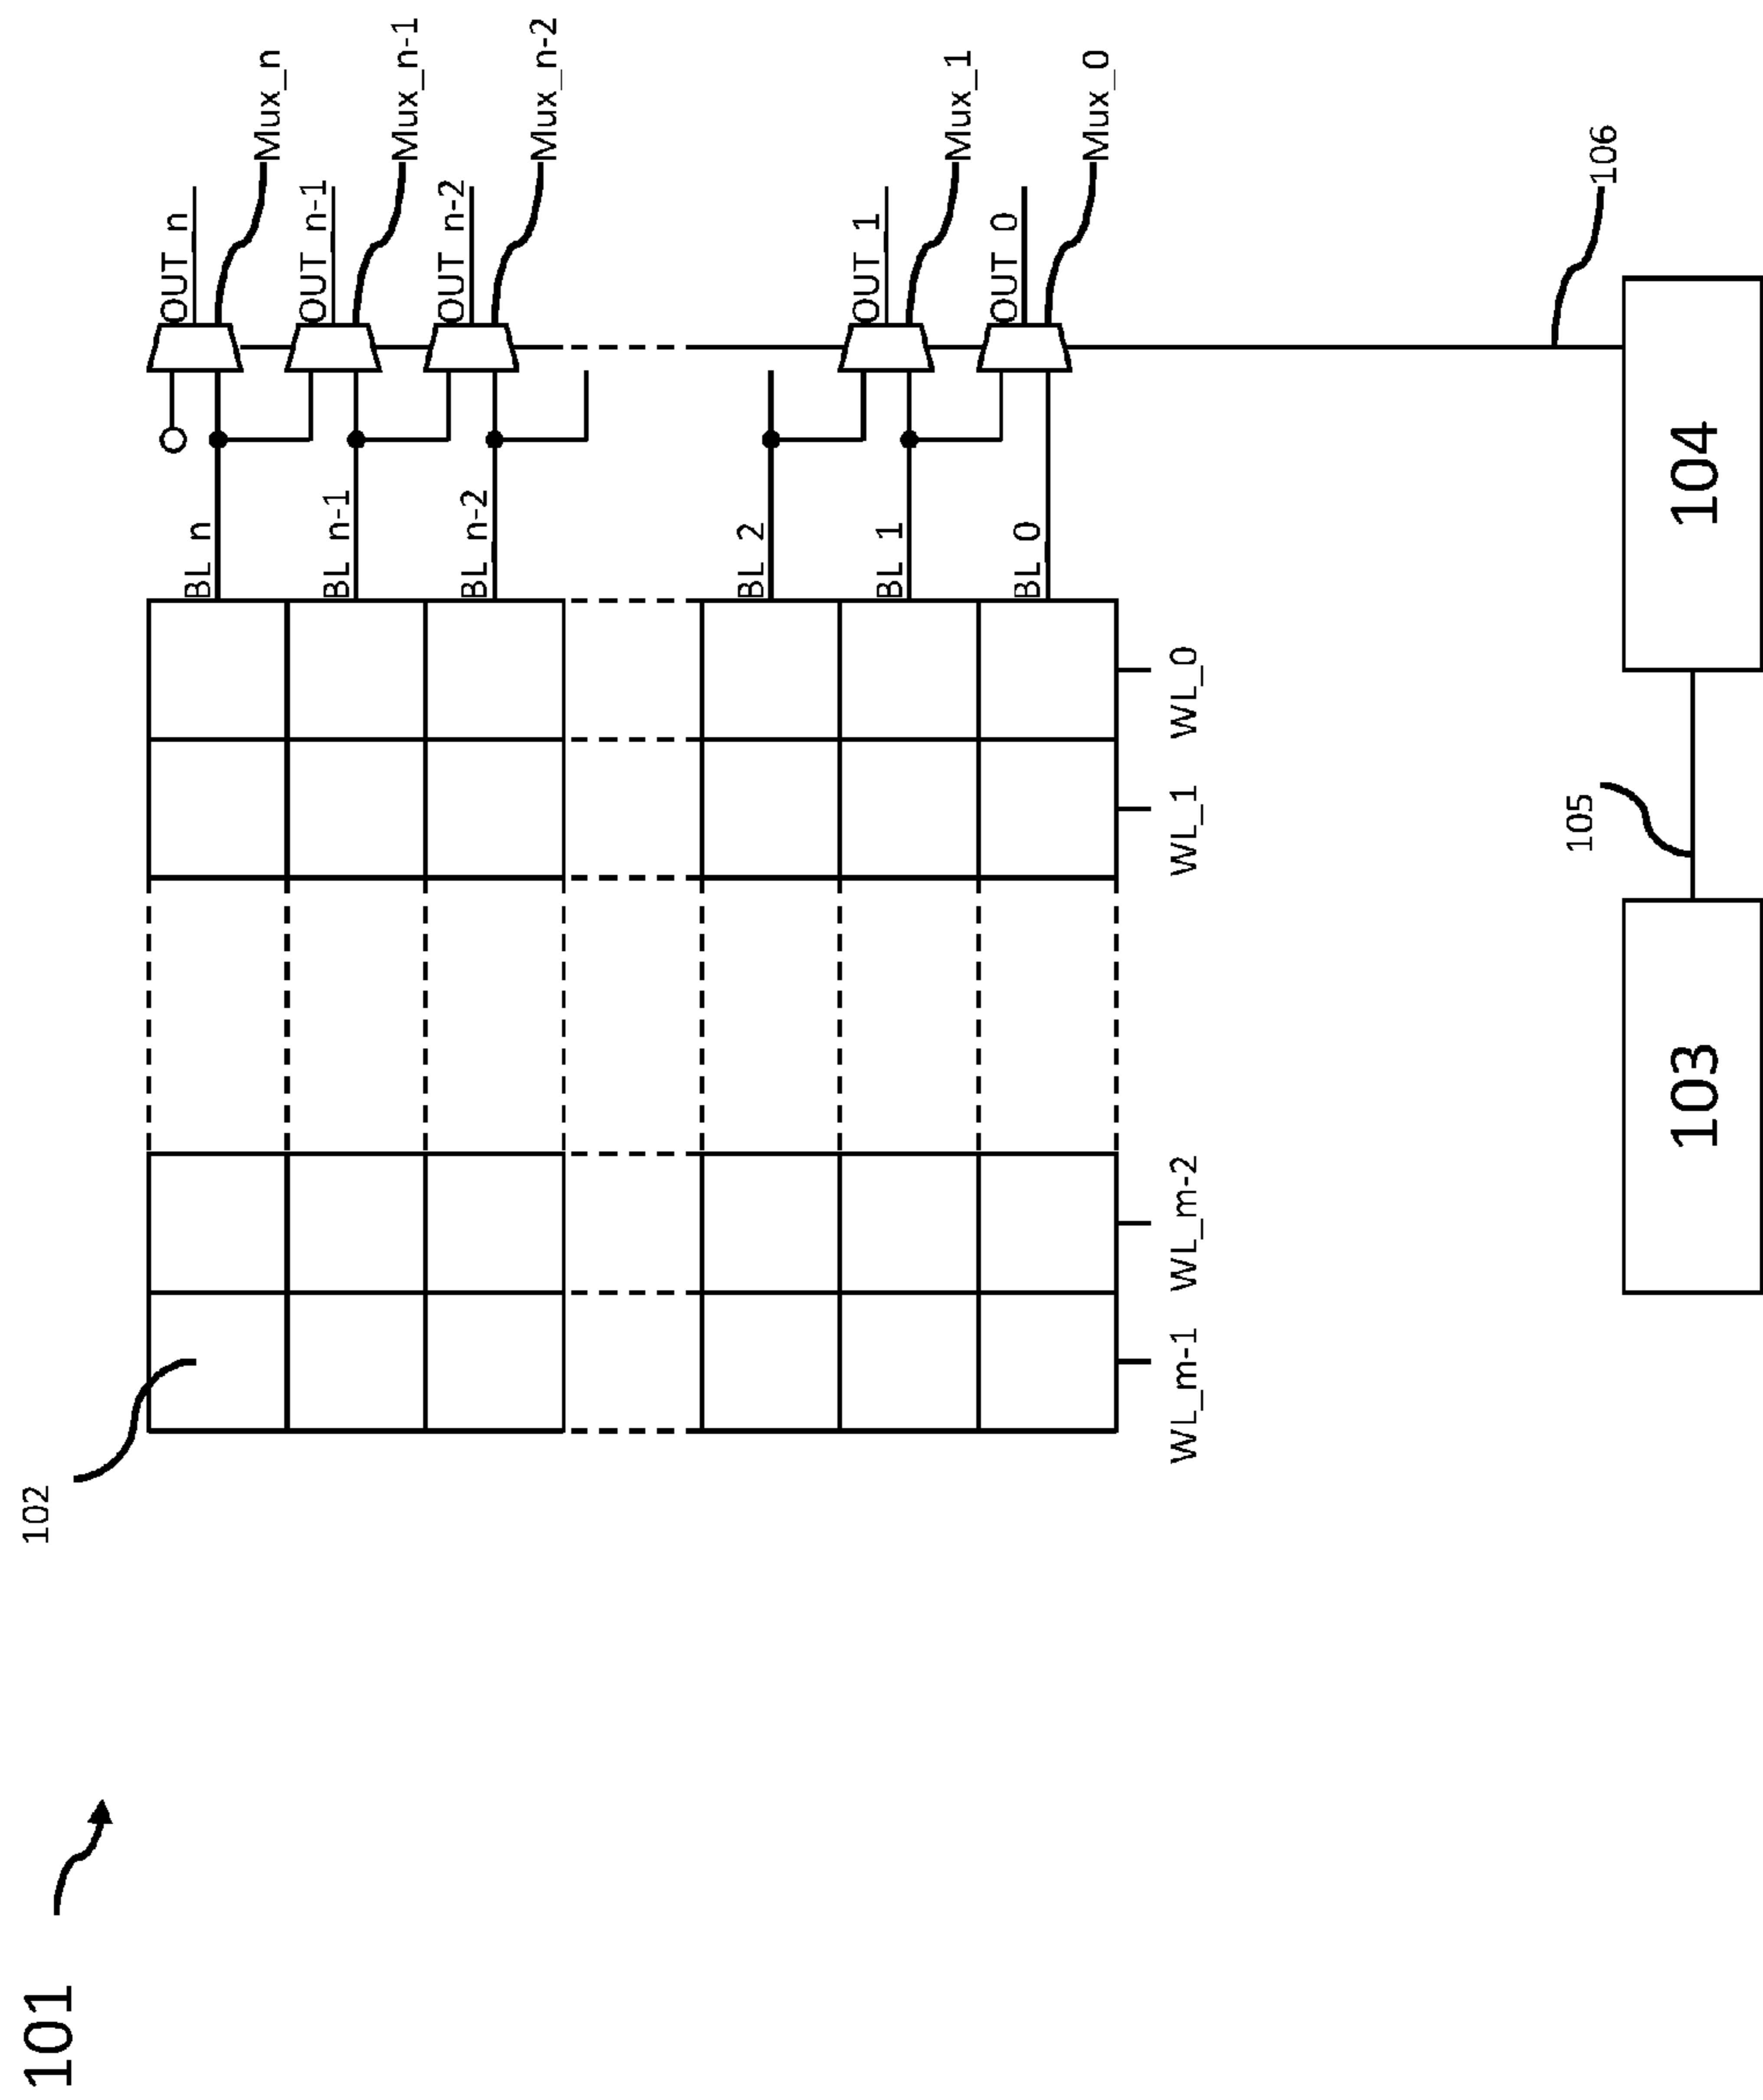 101
102
OUT_n
BL_n
Mux_n
OUT_n-1
BL_n-1
Mux_n-1
OUT_n-2
BL_n-2
Mux_n-2
BL_2
OUT_1
BL_1
Mux_1
OUT_0
BL_0
Mux_0
WL_m-1
WL_m-2
WL_1
WL_0
105
106
103
104